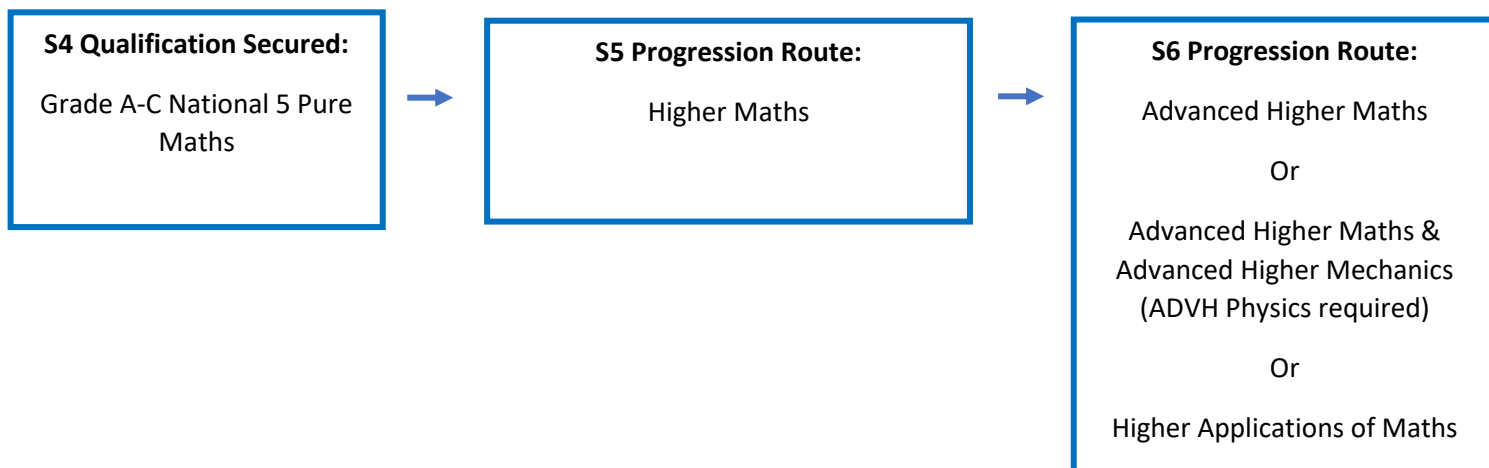 S4 Qualification Secured:
Grade A-C National 5 Pure
Maths
S5 Progression Route:
Higher Maths
S6 Progression Route:
Advanced Higher Maths
Or
Advanced Higher Maths &
Advanced Higher Mechanics
(ADVH Physics required)
Or
Higher Applications of Maths